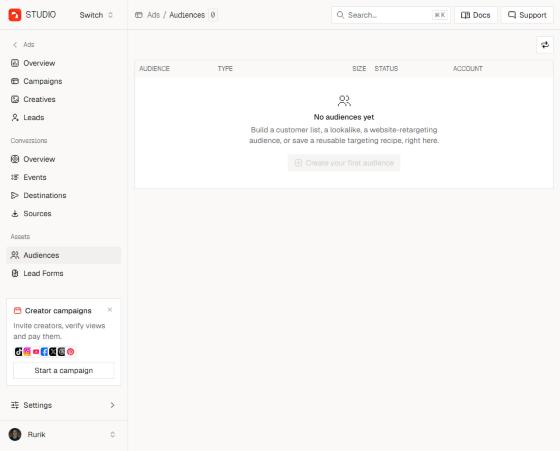 STUDIO
Switch
Ads / Audiences 0
Search...
⌘ K
Docs
Support
Ads
Overview
Campaigns
Creatives
Leads
Conversions
Overview
Events
Destinations
Sources
Assets
Audiences
Lead Forms
Creator campaigns
Invite creators, verify views
and pay them.
Start a campaign
Settings
Rurik
AUDIENCE TYPE SIZE STATUS ACCOUNT
No audiences yet
Build a customer list, a lookalike, a website-retargeting
audience, or save a reusable targeting recipe, right here.
Create your first audience